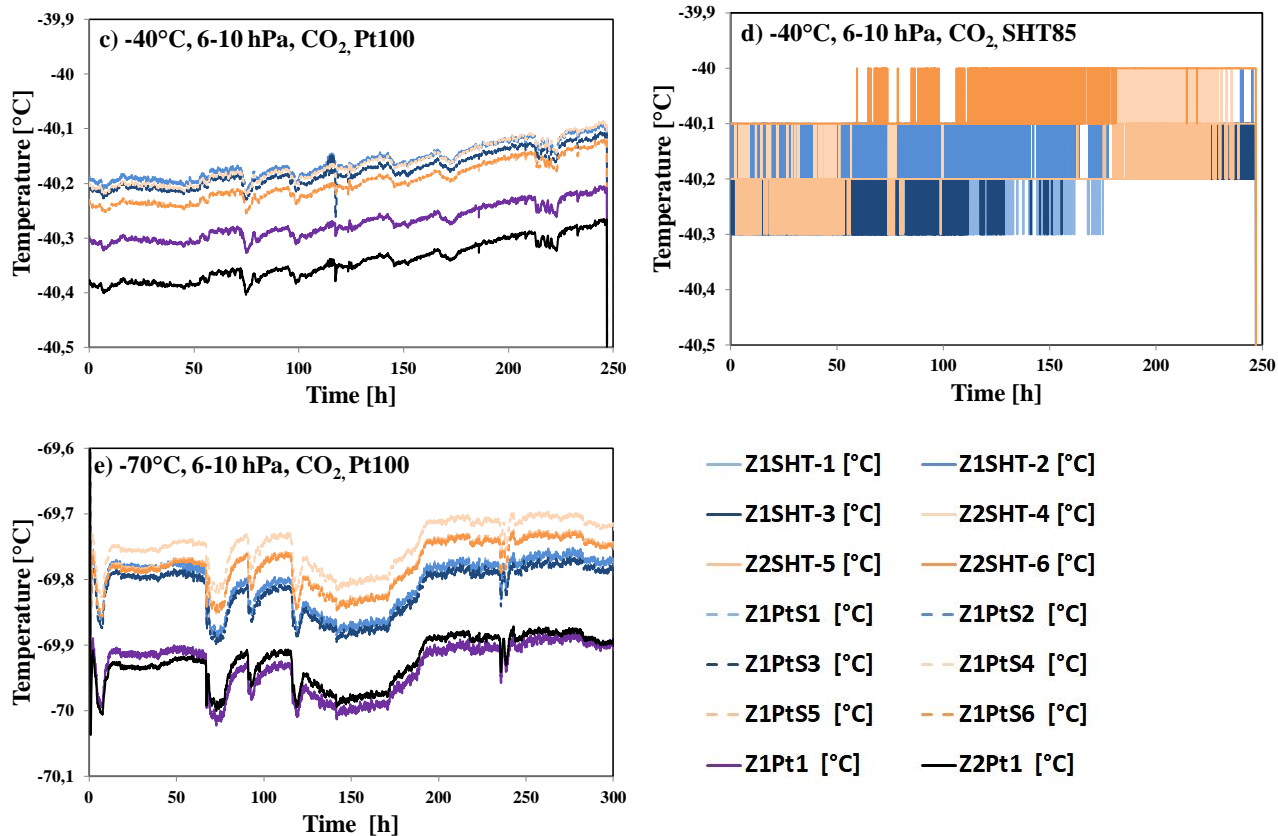 c) -40°C, 6-10 hPa, CO2, Pt100
Temperature [°C]
-39,9
-40
-40,1
-40,2
-40,3
-40,4
-40,5
0 50 100 150 200 250
Time [h]
d) -40°C, 6-10 hPa, CO2, SHT85
Temperature [°C]
-39,9
-40
-40,1
-40,2
-40,3
-40,4
-40,5
0 50 100 150 200 250
Time [h]
e) -70°C, 6-10 hPa, CO2, Pt100
Temperature [°C]
-69,6
-69,7
-69,8
-69,9
-70
-70,1
0 50 100 150 200 250 300
Time [h]
Z1SHT-1 [°C] Z1SHT-2 [°C]
Z1SHT-3 [°C] Z2SHT-4 [°C]
Z2SHT-5 [°C] Z2SHT-6 [°C]
Z1PtS1 [°C] Z1PtS2 [°C]
Z1PtS3 [°C] Z1PtS4 [°C]
Z1PtS5 [°C] Z1PtS6 [°C]
Z1Pt1 [°C] Z2Pt1 [°C]